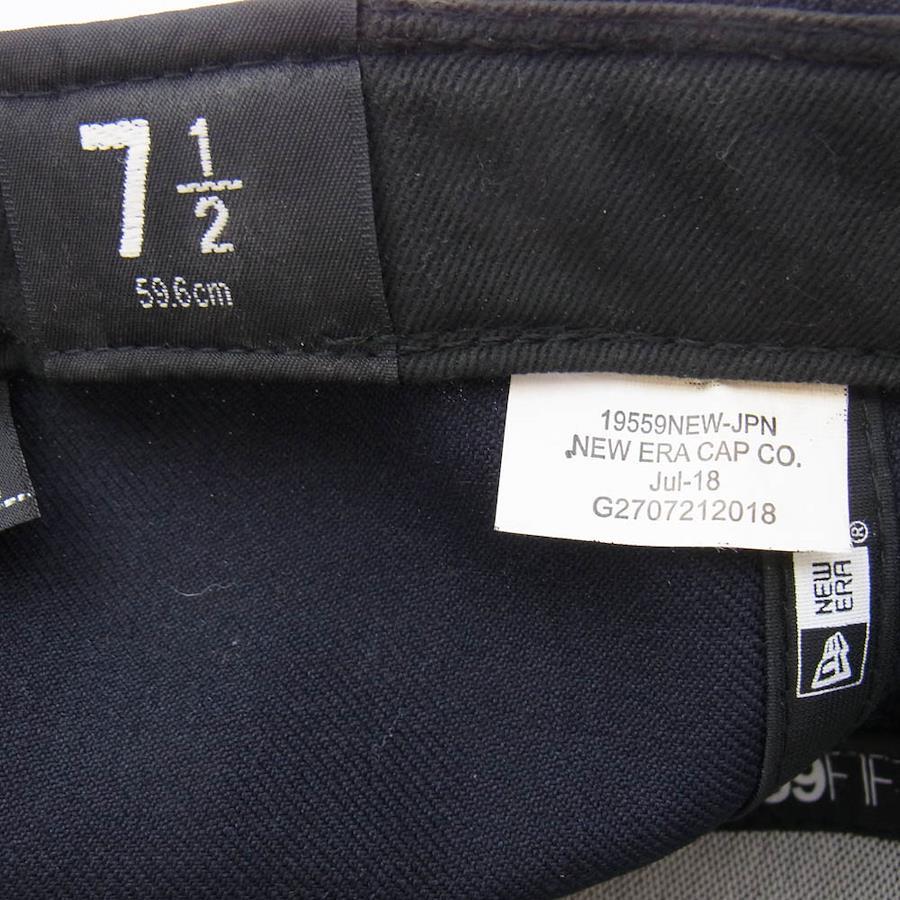 7 1/2
59.6cm
19559NEW-JPN
NEW ERA CAP CO.
Jul-18
G2707212018
NEW
ERA®